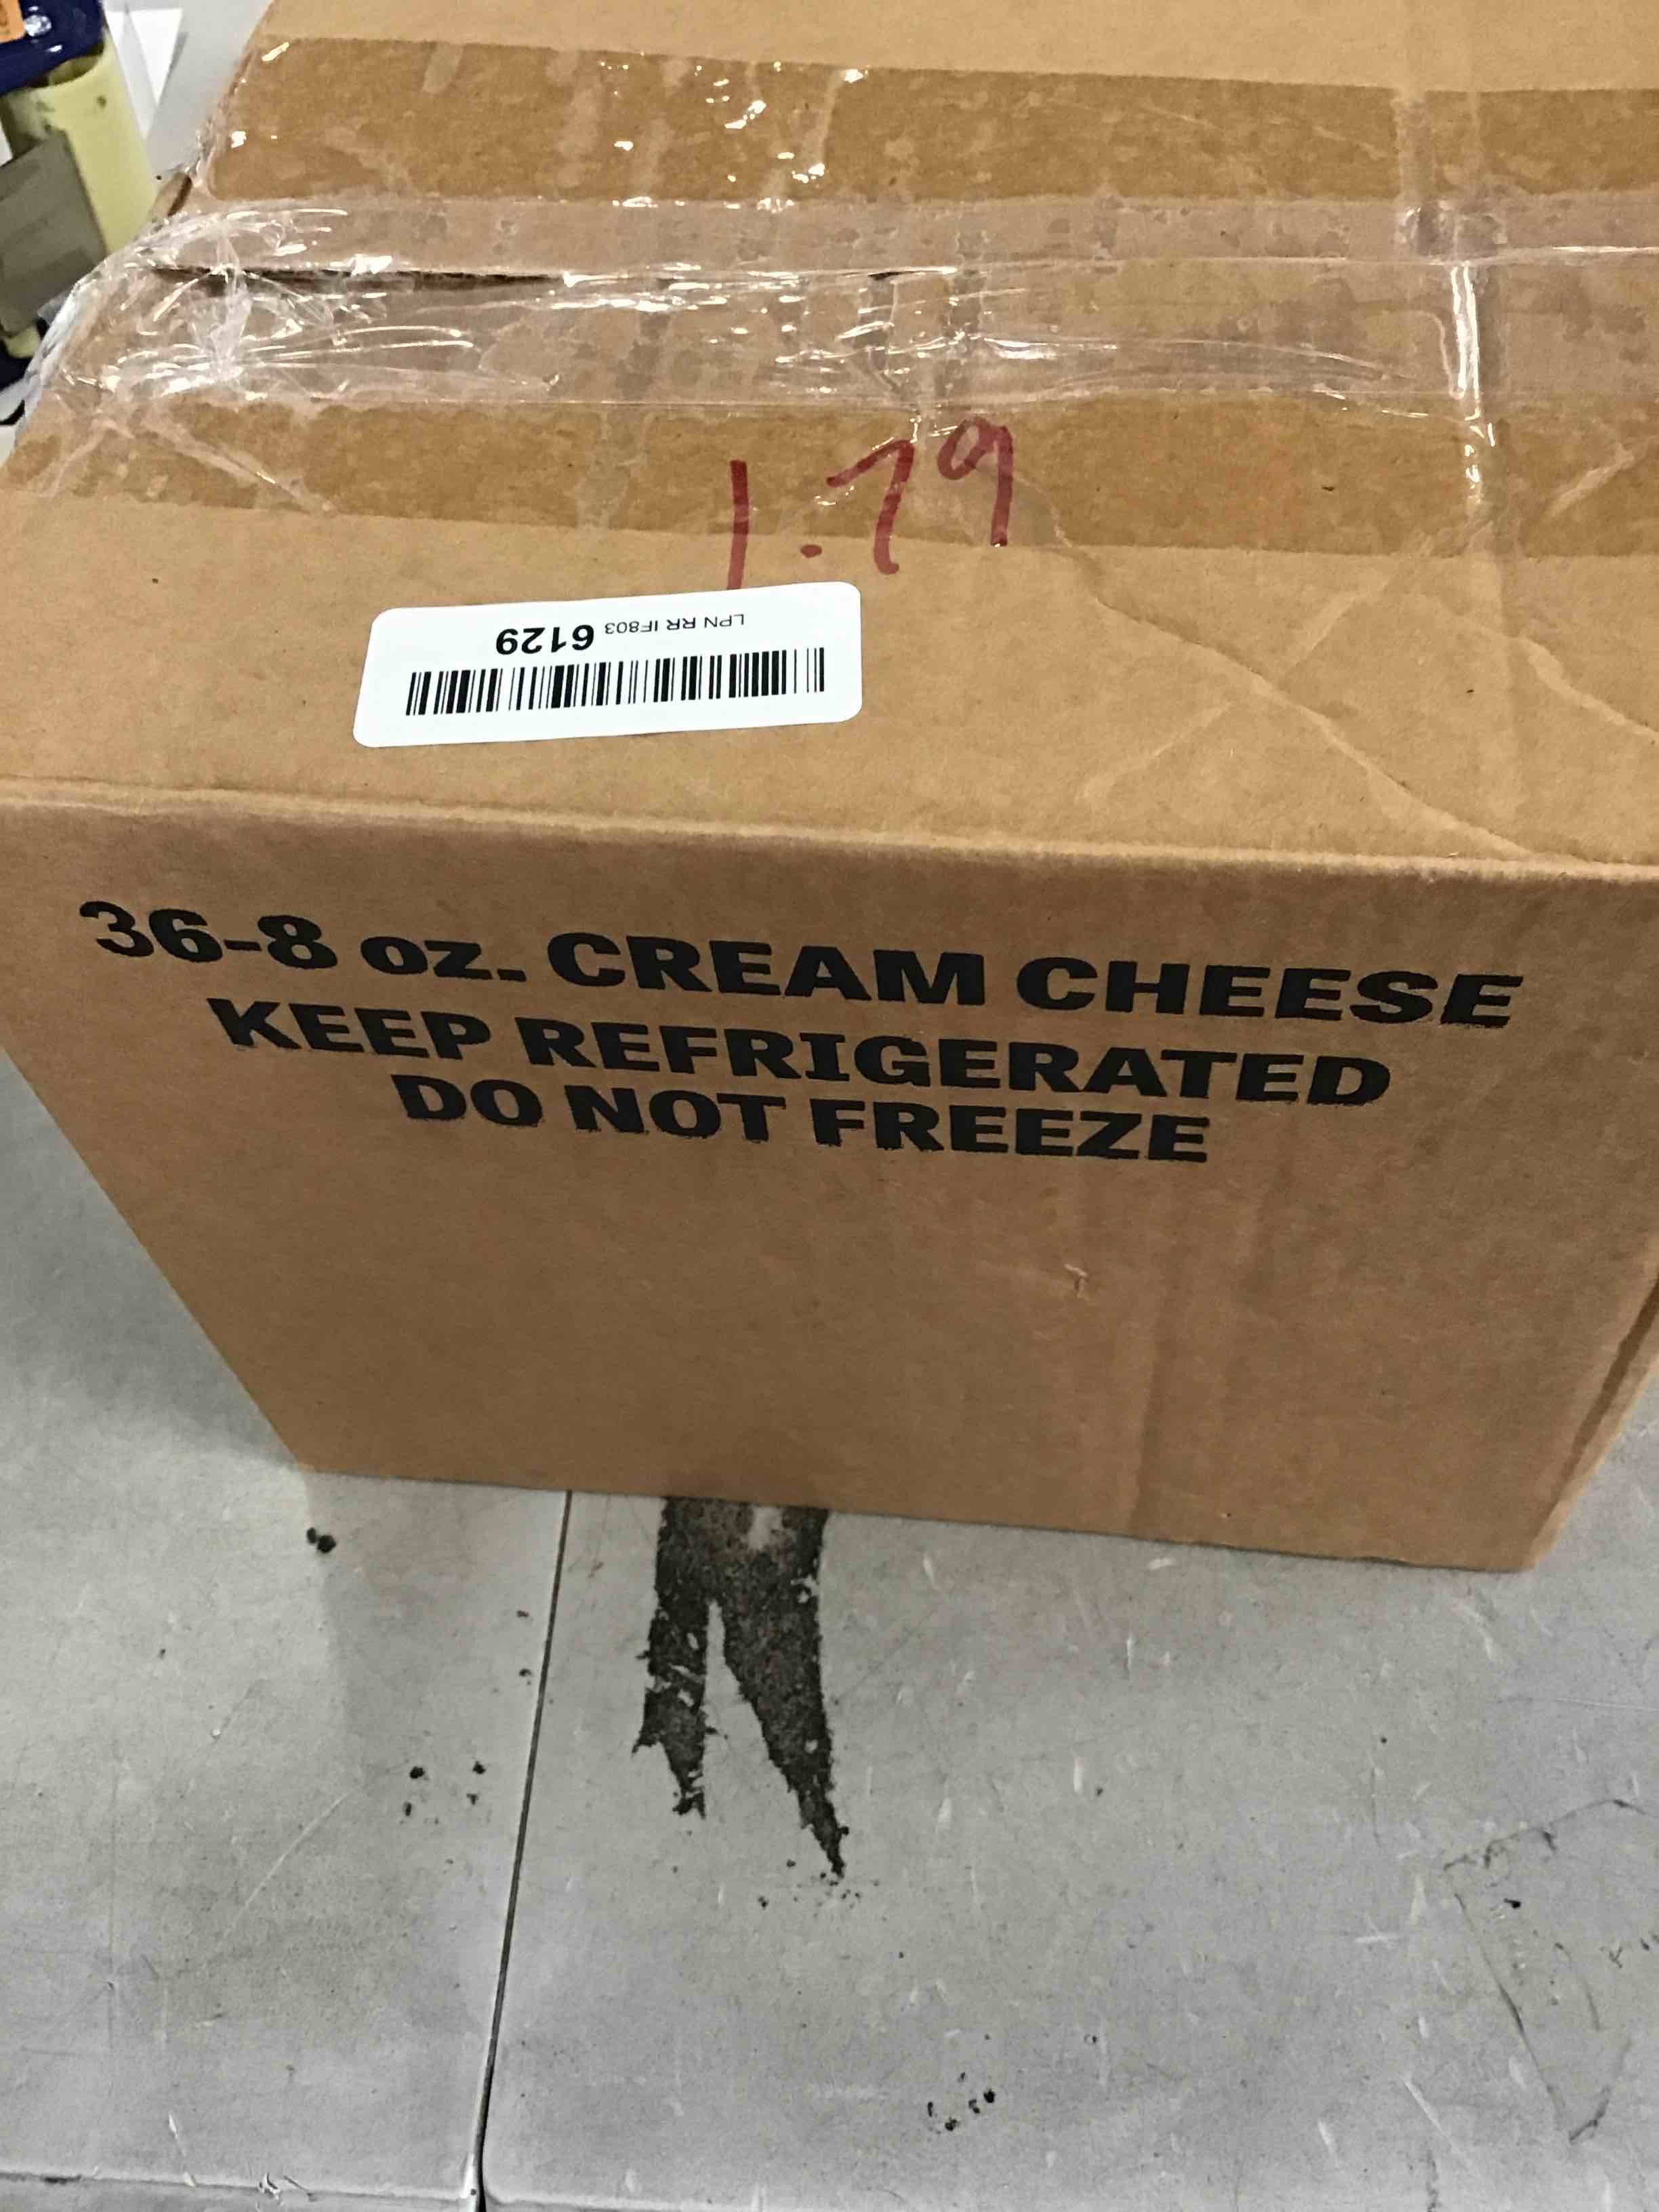 1.79
LPN RR IF803 6129
36-8 oz. CREAM CHEESE
KEEP REFRIGERATED
DO NOT FREEZE